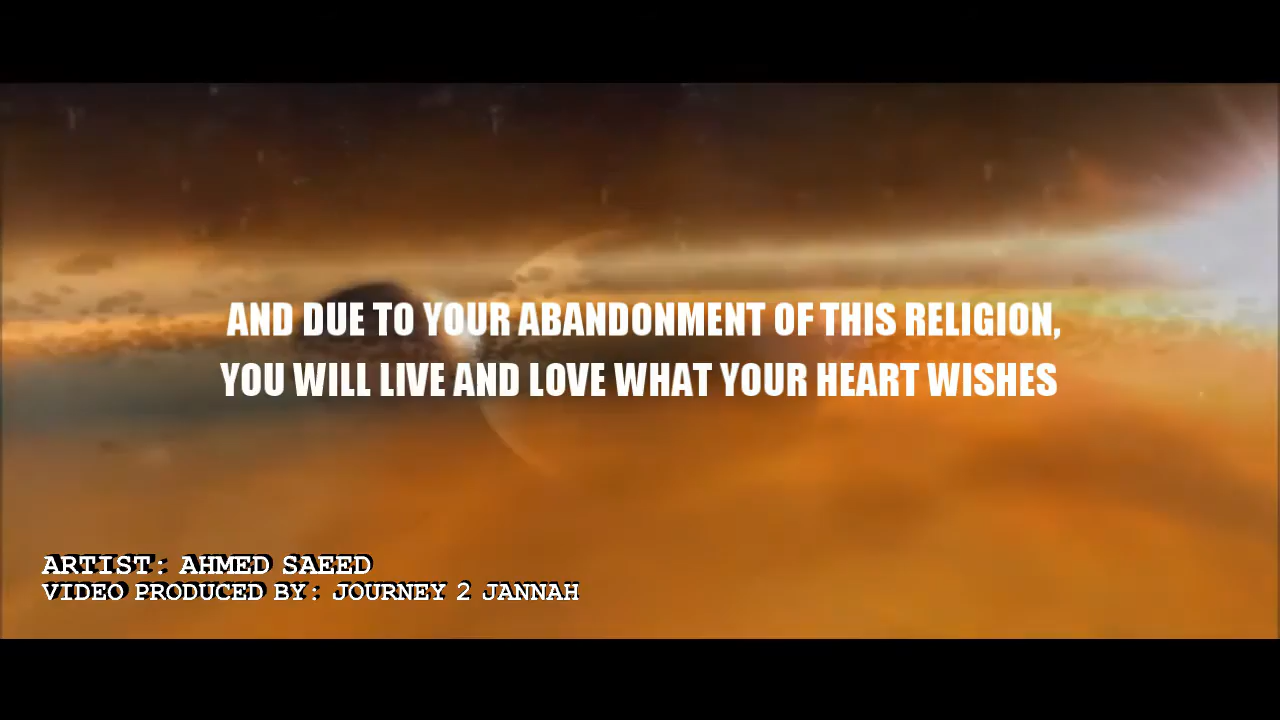 AND DUE TO YOUR ABANDONMENT OF THIS RELIGION,
YOU WILL LIVE AND LOVE WHAT YOUR HEART WISHES
ARTIST: AHMED SAEED
VIDEO PRODUCED BY: JOURNEY 2 JANNAH